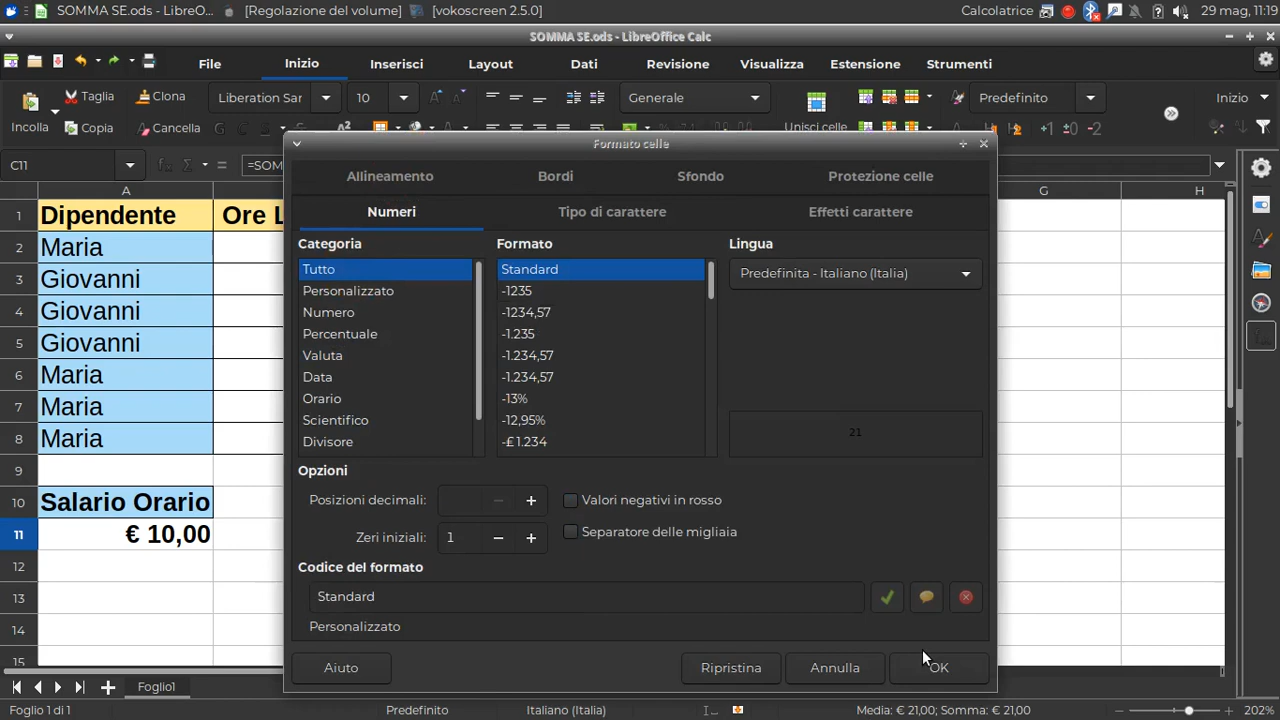 SOMMA SE.ods - LibreO...
[Regolazione del volume]
[vokoscreen 2.5.0]
Calcolatrice
29 mag, 11:19
SOMMA SE.ods - LibreOffice Calc
File
Inizio
Inserisci
Layout
Dati
Revisione
Visualizza
Estensione
Strumenti
Incolla
Taglia
Copia
Clona
Cancella
Liberation Sar
10
Generale
Unisci celle
Predefinito
Inizio
C11
=SOM
A
G
H
1 Dipendente Ore L
2 Maria
3 Giovanni
4 Giovanni
5 Giovanni
6 Maria
7 Maria
8 Maria
9
10 Salario Orario
11 € 10,00
12
13
14
15
Formato celle
Allineamento
Bordi
Sfondo
Protezione celle
Numeri
Tipo di carattere
Effetti carattere
Categoria
Tutto
Personalizzato
Numero
Percentuale
Valuta
Data
Orario
Scientifico
Divisore
Formato
Standard
-1235
-1234,57
-1.235
-1.234,57
-1.234,57
-13%
-12,95%
-£ 1.234
Lingua
Predefinita - Italiano (Italia)
21
Opzioni
Posizioni decimali:
Valori negativi in rosso
Zeri iniziali: 1
Separatore delle migliaia
Codice del formato
Standard
Personalizzato
Aiuto
Ripristina
Annulla
OK
Foglio1
Foglio 1 di 1
Predefinito
Italiano (Italia)
Media: € 21,00; Somma: € 21,00
202%